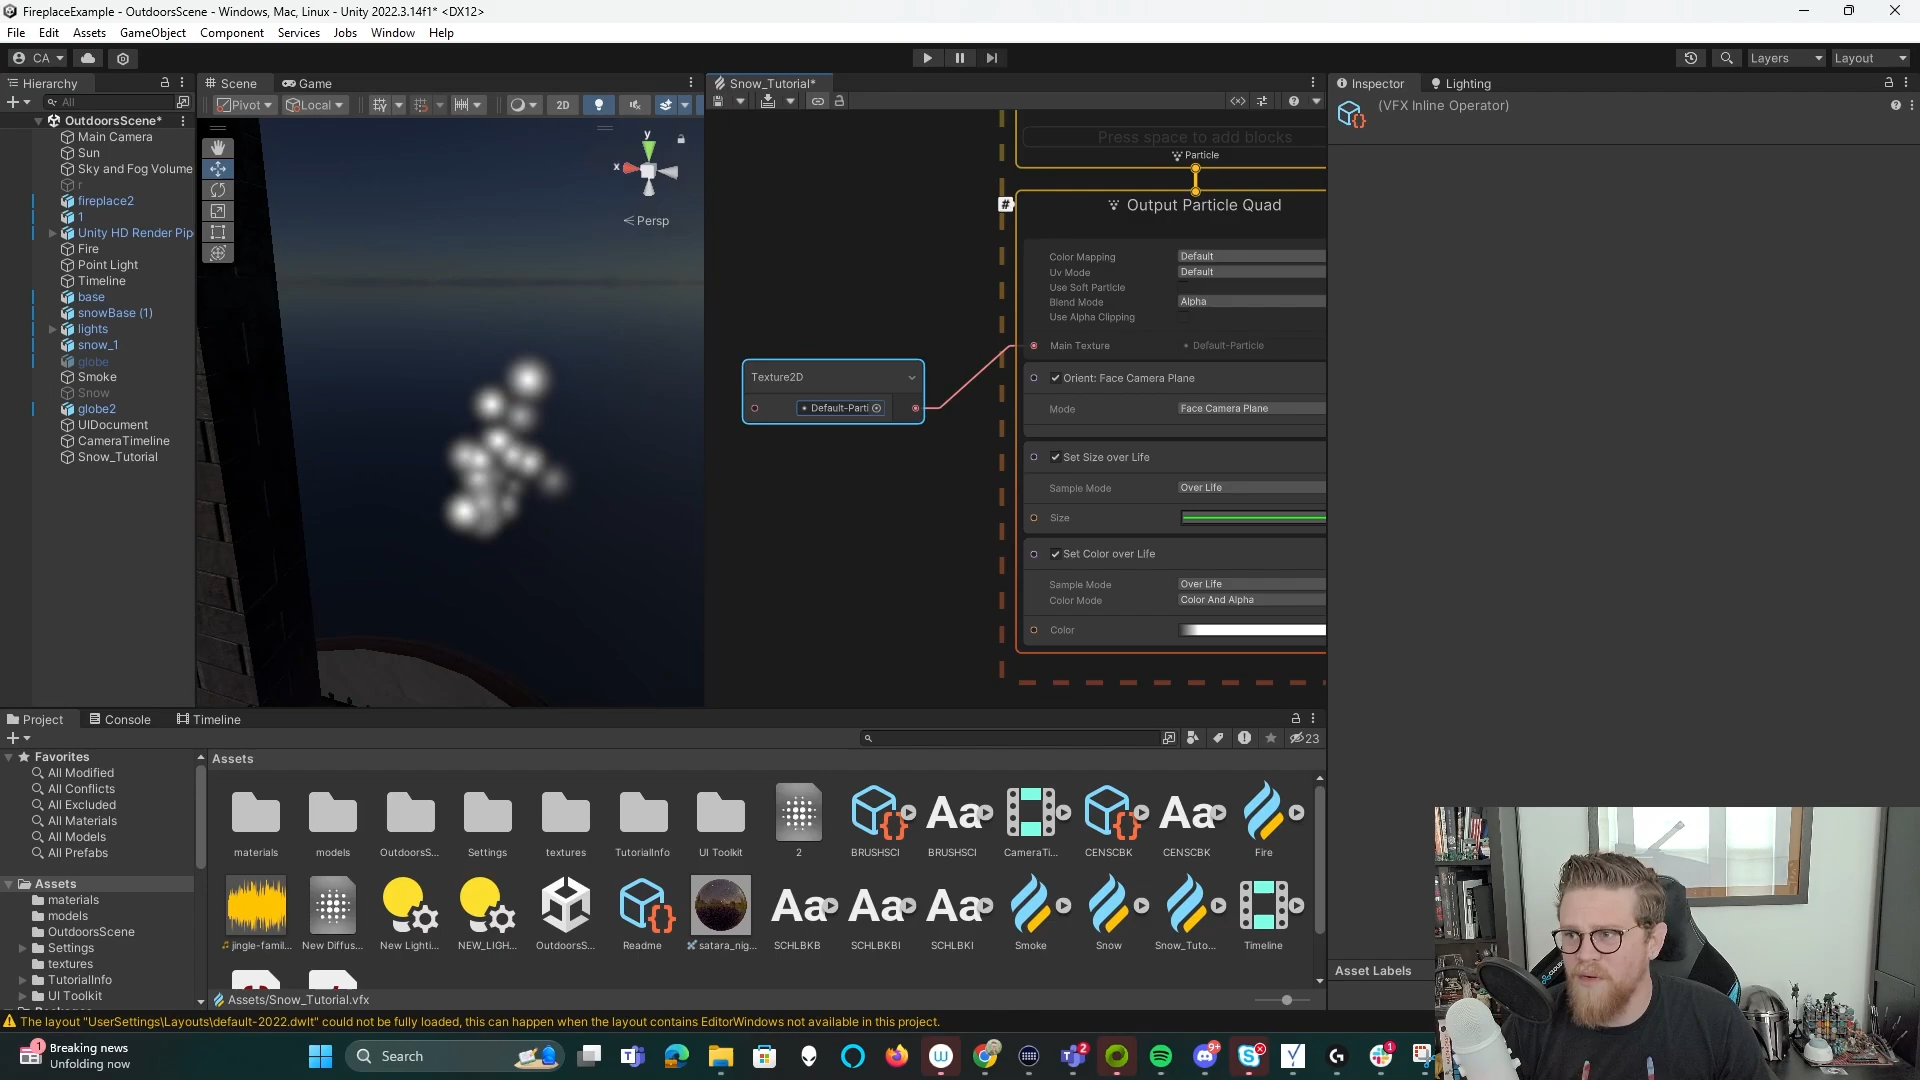 FireplaceExample - OutdoorsScene - Windows, Mac, Linux - Unity 2022.3.14f1* <DX12>
File Edit Assets GameObject Component Services Jobs Window Help
CA
Layers Layout
Hierarchy
Scene Game
Snow_Tutorial*
Inspector Lighting
All
Pivot Local 2D
(VFX Inline Operator)
OutdoorsScene*
Main Camera
Sun
Sky and Fog Volume
r
fireplace2
1
Unity HD Render Pip
Fire
Point Light
Timeline
base
snowBase (1)
lights
snow_1
globe
Smoke
Snow
globe2
UIDocument
CameraTimeline
Snow_Tutorial
y
x
Persp
Press space to add blocks
Particle
#
Output Particle Quad
Color Mapping Default
Uv Mode Default
Use Soft Particle
Blend Mode Alpha
Use Alpha Clipping
Main Texture Default-Particle
Texture2D
Default-Parti
Orient: Face Camera Plane
Mode Face Camera Plane
Set Size over Life
Sample Mode Over Life
Size
Set Color over Life
Sample Mode Over Life
Color Mode Color And Alpha
Color
Project Console Timeline
23
Favorites
All Modified
All Conflicts
All Excluded
All Materials
All Models
All Prefabs
Assets
materials
models
OutdoorsScene
Settings
textures
TutorialInfo
UI Toolkit
Assets
materials models OutdoorsS... Settings textures TutorialInfo UI Toolkit 2 BRUSHSCI BRUSHSCI CameraTi... CENSCBK CENSCBK Fire
Aa Aa
jingle-famil... New Diffus... New Lighti... NEW_LIGH... OutdoorsS... Readme satara_nig... SCHLBKB SCHLBKBI SCHLBKI Smoke Snow Snow_Tuto... Timeline
Aa Aa Aa
Assets/Snow_Tutorial.vfx
Asset Labels
The layout "UserSettings\Layouts\default-2022.dwlt" could not be fully loaded, this can happen when the layout contains EditorWindows not available in this project.
1
Breaking news
Unfolding now
Search
2
9+
1